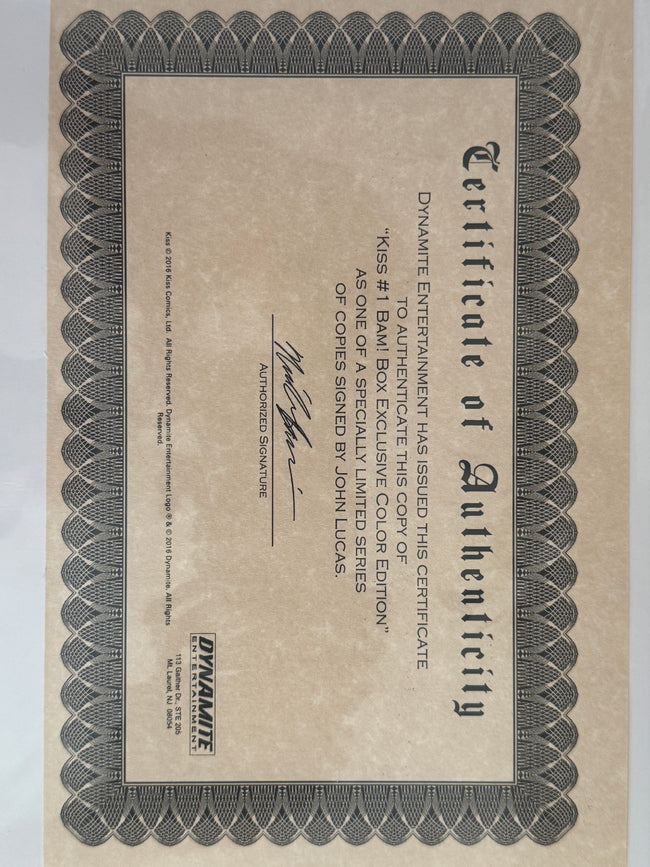 Certificate of Authenticity
DYNAMITE ENTERTAINMENT HAS ISSUED THIS CERTIFICATE
TO AUTHENTICATE THIS COPY OF
"KISS #1 BAM! BOX EXCLUSIVE COLOR EDITION"
AS ONE OF A SPECIALLY LIMITED SERIES
OF COPIES SIGNED BY JOHN LUCAS.
AUTHORIZED SIGNATURE
DYNAMITE
ENTERTAINMENT
113 Gaither Dr., STE 205
Mt. Laurel, NJ 08054
Kiss © 2016 Kiss Comics, Ltd. All Rights Reserved. Dynamite Entertainment Logo ® & © 2016 Dynamite. All Rights
Reserved.